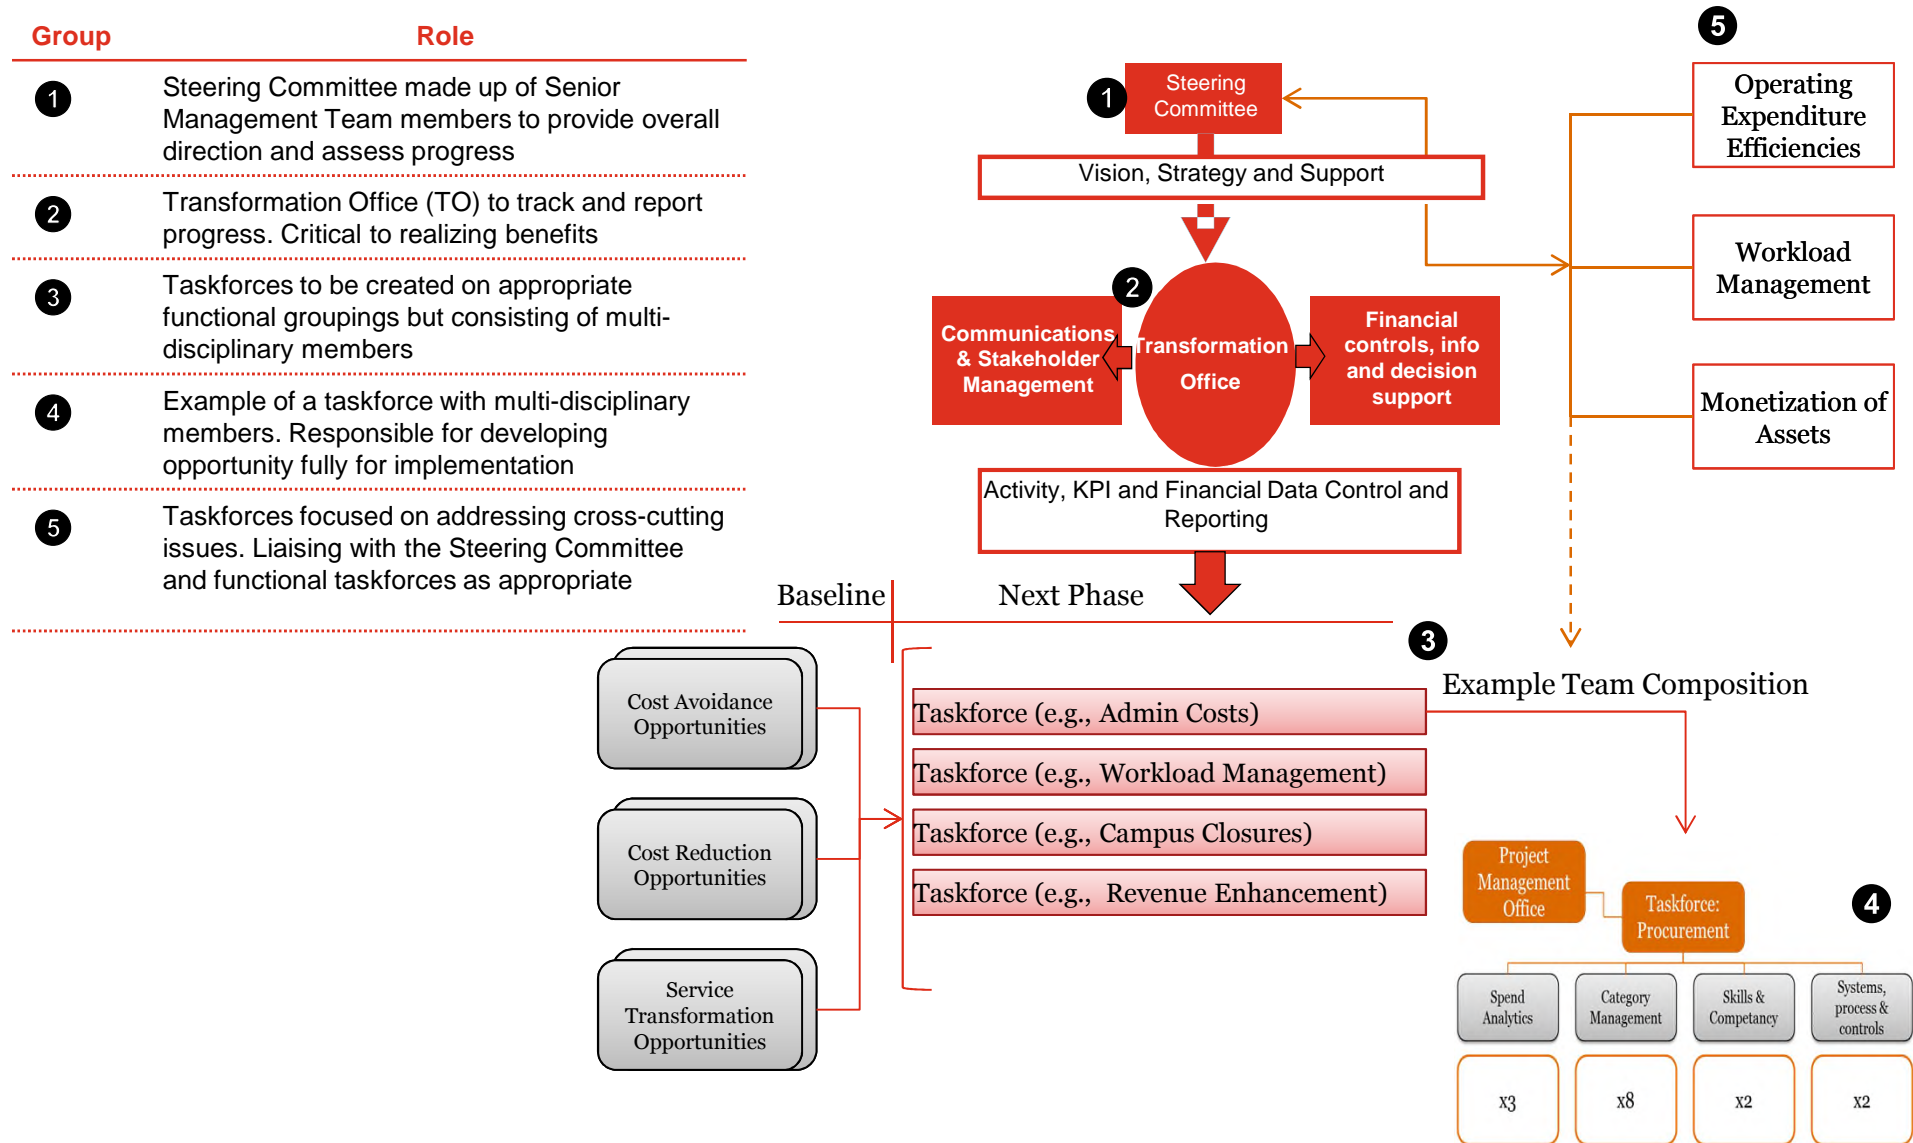 Group
Role
1
Steering Committee made up of Senior
Management Team members to provide overall
direction and assess progress
2
Transformation Office (TO) to track and report
progress. Critical to realizing benefits
3
Taskforces to be created on appropriate
functional groupings but consisting of multi-
disciplinary members
4
Example of a taskforce with multi-disciplinary
members. Responsible for developing
opportunity fully for implementation
5
Taskforces focused on addressing cross-cutting
issues. Liaising with the Steering Committee
and functional taskforces as appropriate
1
Steering
Committee
Vision, Strategy and Support
2
Communications
& Stakeholder
Management
Transformation
Office
Financial
controls, info
and decision
support
Activity, KPI and Financial Data Control and
Reporting
5
Operating
Expenditure
Efficiencies
Workload
Management
Monetization of
Assets
Baseline
Next Phase
3
Cost Avoidance
Opportunities
Cost Reduction
Opportunities
Service
Transformation
Opportunities
Taskforce (e.g., Admin Costs)
Taskforce (e.g., Workload Management)
Taskforce (e.g., Campus Closures)
Taskforce (e.g.,  Revenue Enhancement)
Example Team Composition
Project
Management
Office
Taskforce:
Procurement
4
Spend
Analytics
Category
Management
Skills &
Competancy
Systems,
process &
controls
x3
x8
x2
x2